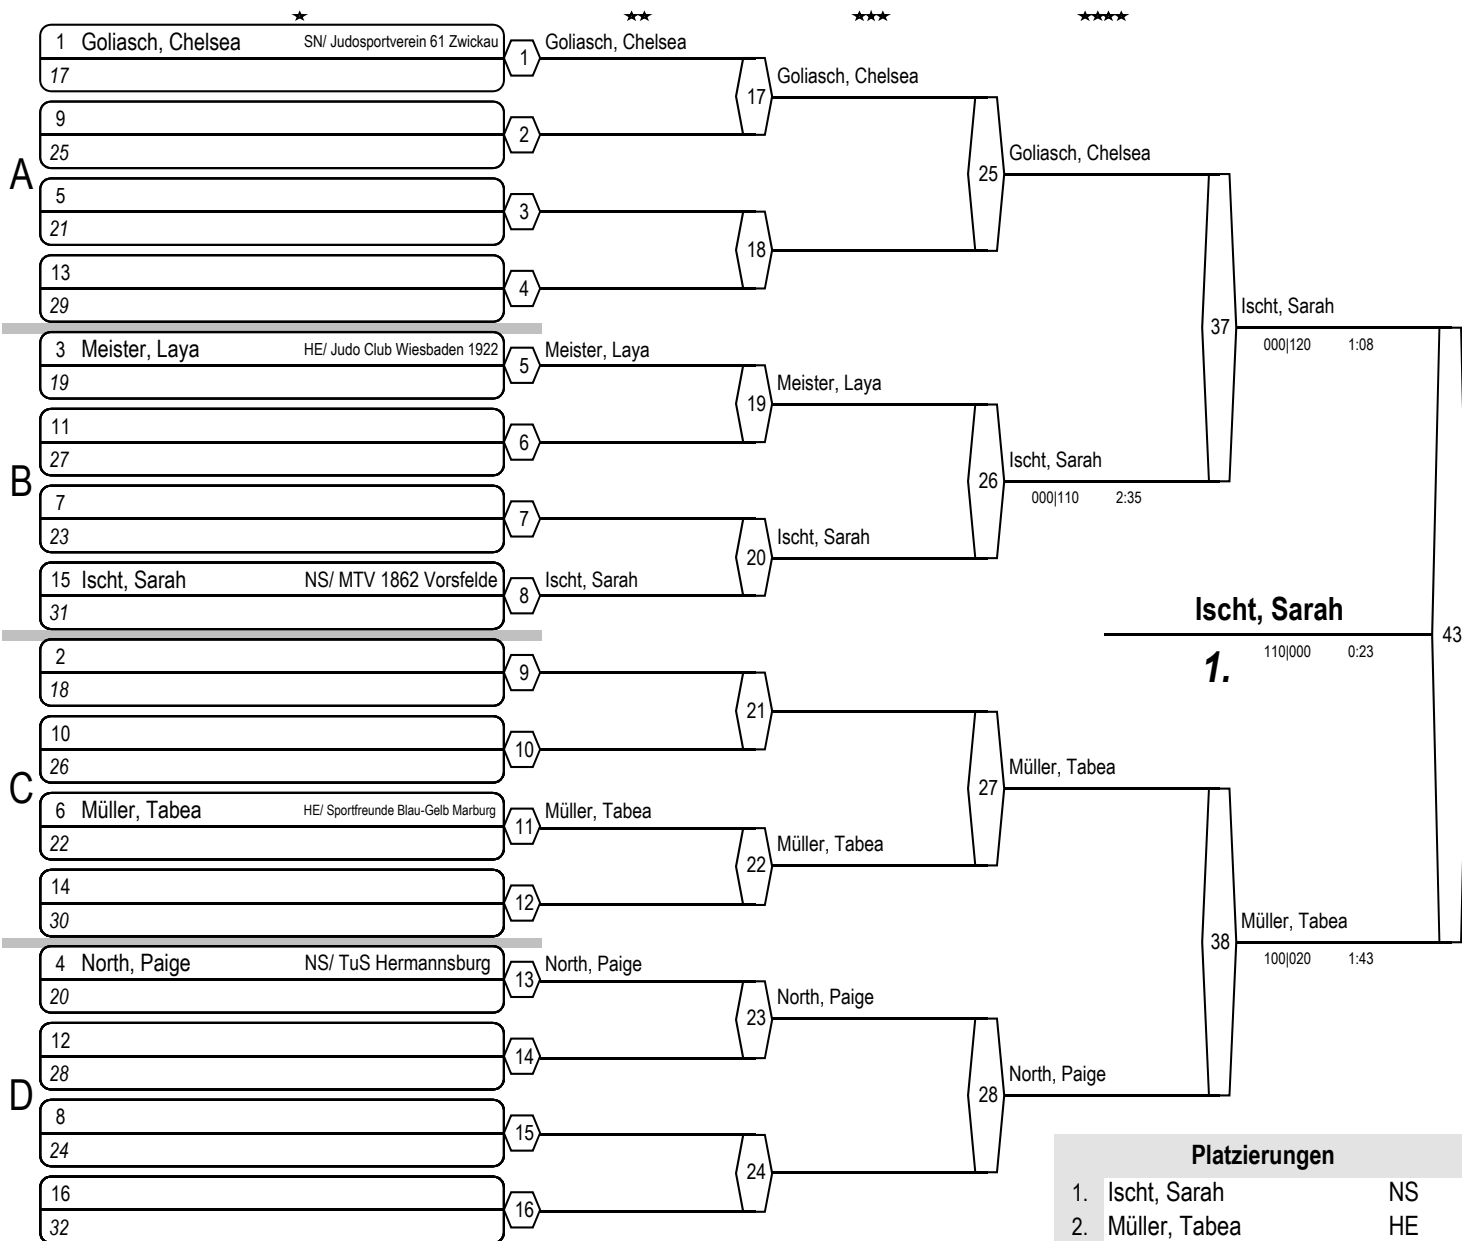 ★ ★★ ★★★ ★★★★
1 Goliasch, Chelsea SN/ Judosportverein 61 Zwickau
17
1
Goliasch, Chelsea
9
25
2
17
Goliasch, Chelsea
A
5
21
3
13
29
4
18
25
Goliasch, Chelsea
3 Meister, Laya HE/ Judo Club Wiesbaden 1922
19
5
Meister, Laya
11
27
6
19
Meister, Laya
B
7
23
7
15 Ischt, Sarah NS/ MTV 1862 Vorsfelde
31
8
Ischt, Sarah
20
Ischt, Sarah
26
Ischt, Sarah
000|110 2:35
37
Ischt, Sarah
000|120 1:08
2
18
9
10
26
10
21
C
6 Müller, Tabea HE/ Sportfreunde Blau-Gelb Marburg
22
11
Müller, Tabea
14
30
12
22
Müller, Tabea
27
Müller, Tabea
4 North, Paige NS/ TuS Hermannsburg
20
13
North, Paige
12
28
14
23
North, Paige
D
8
24
15
16
32
16
24
28
North, Paige
38
Müller, Tabea
100|020 1:43
43
Ischt, Sarah
1.
110|000 0:23
Platzierungen
1. Ischt, Sarah NS
2. Müller, Tabea HE